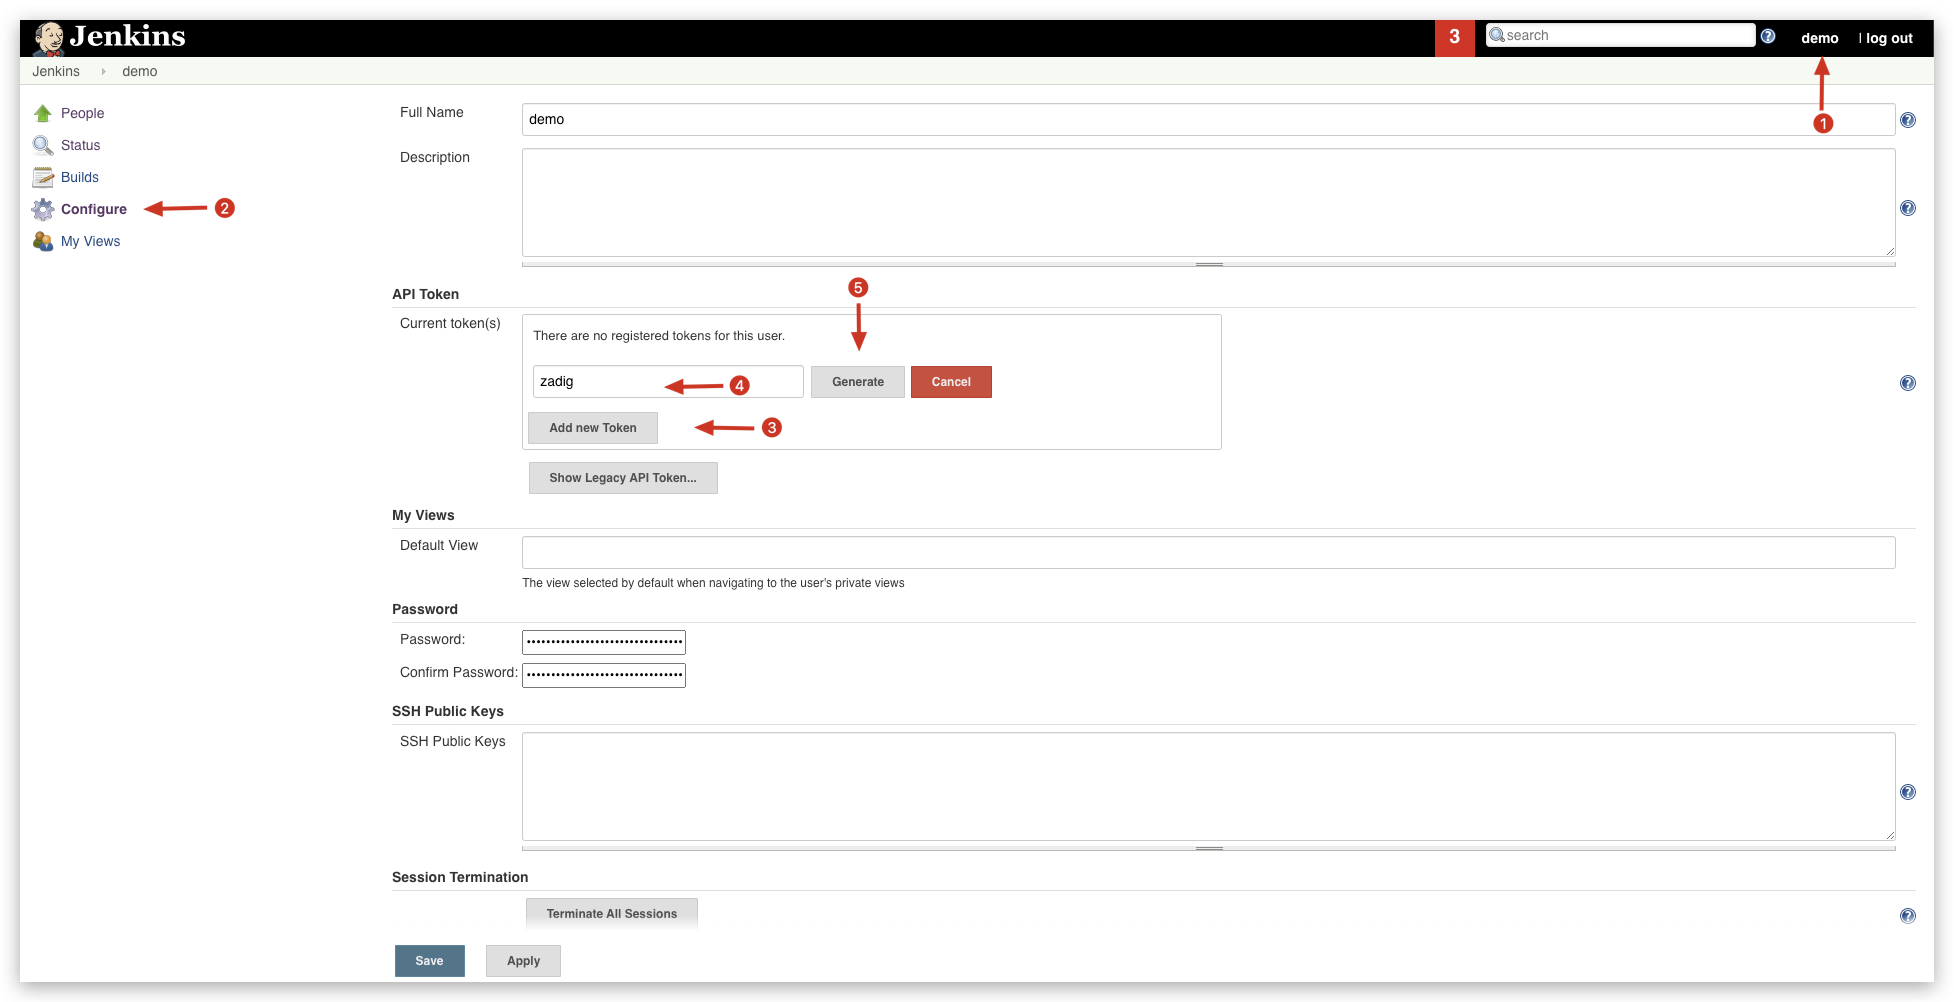 Jenkins
3
search
demo
| log out
Jenkins
demo
1
People
Status
Builds
Configure
2
My Views
Full Name
demo
Description
API Token
5
Current token(s)
There are no registered tokens for this user.
zadig
4
Generate
Cancel
Add new Token
3
Show Legacy API Token...
My Views
Default View
The view selected by default when navigating to the user's private views
Password
Password:
Confirm Password:
SSH Public Keys
SSH Public Keys
Session Termination
Terminate All Sessions
Save
Apply